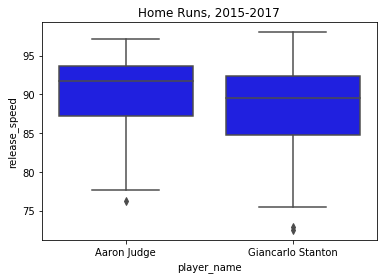 Home Runs, 2015-2017
release_speed
95
90
85
80
75
Aaron Judge
Giancarlo Stanton
player_name